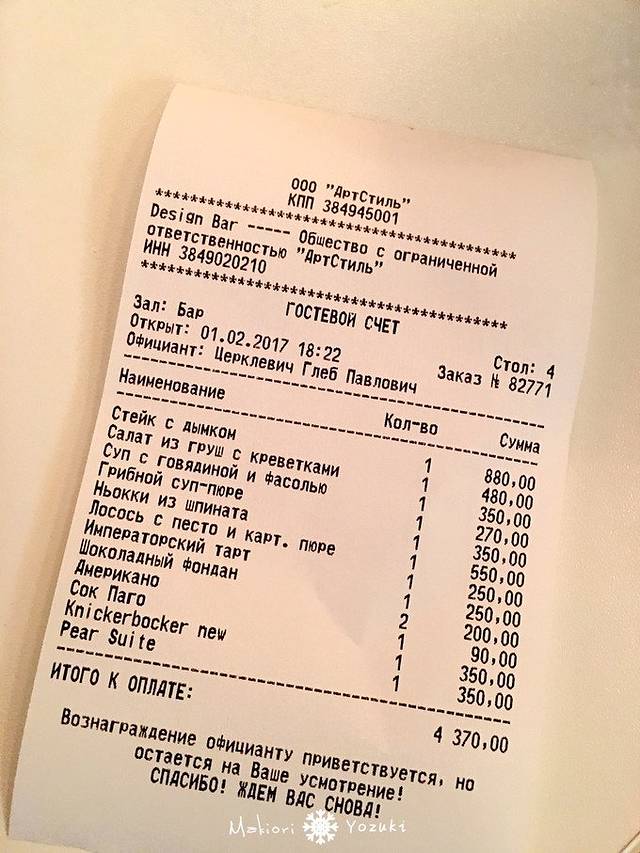 ООО "АртСтиль"
КПП 384945001
****************************************
Design Bar ----- Общество с ограниченной
ответственностью "АртСтиль"
ИНН 3849020210
****************************************
ГОСТЕВОЙ СЧЕТ
Зал: Бар Стол: 4
Открыт: 01.02.2017 18:22 Заказ № 82771
Официант: Церклевич Глеб Павлович
Наименование Кол-во Сумма
Стейк с дымком 1 880,00
Салат из груш с креветками 1 480,00
Суп с говядиной и фасолью 1 350,00
Грибной суп-пюре 1 270,00
Ньокки из шпината 1 350,00
Лосось с песто и карт. пюре 1 550,00
Императорский тарт 1 250,00
Шоколадный фондан 1 250,00
Американо 2 200,00
Сок Паго 1 90,00
Knickerbocker new 1 350,00
Pear Suite 1 350,00
ИТОГО К ОПЛАТЕ: 4 370,00
Вознаграждение официанту приветствуется, но
остается на Ваше усмотрение!
СПАСИБО! ЖДЕМ ВАС СНОВА!
Makiori Yozuki